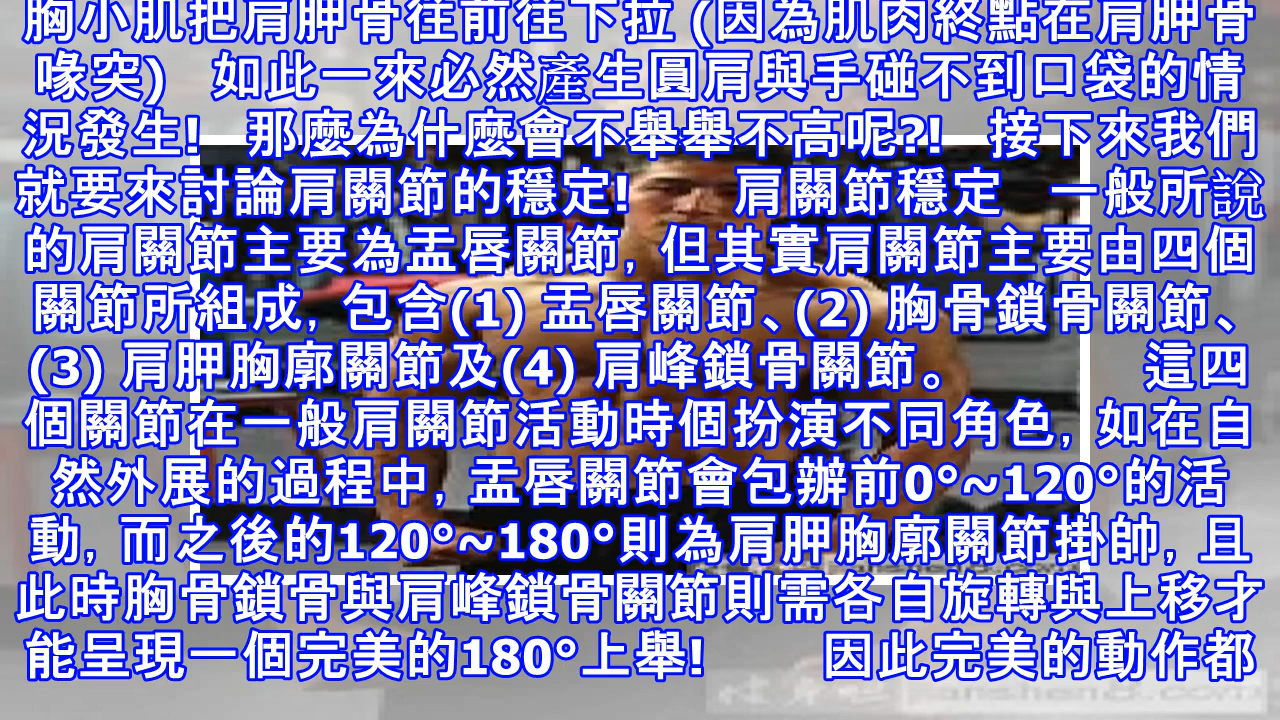 胸小肌把肩胛骨往前往下拉 (因為肌肉終點在肩胛骨
喙突) 如此一來必然產生圓肩與手碰不到口袋的情
況發生! 那麼為什麼會不舉舉不高呢?! 接下來我們
就要來討論肩關節的穩定! 肩關節穩定 一般所說
的肩關節主要為盂唇關節, 但其實肩關節主要由四個
關節所組成, 包含(1) 盂唇關節、(2) 胸骨鎖骨關節、
(3) 肩胛胸廓關節及(4) 肩峰鎖骨關節。 這四
個關節在一般肩關節活動時個扮演不同角色, 如在自
然外展的過程中, 盂唇關節會包辦前0°~120°的活
動, 而之後的120°~180°則為肩胛胸廓關節掛帥, 且
此時胸骨鎖骨與肩峰鎖骨關節則需各自旋轉與上移才
能呈現一個完美的180°上舉! 因此完美的動作都